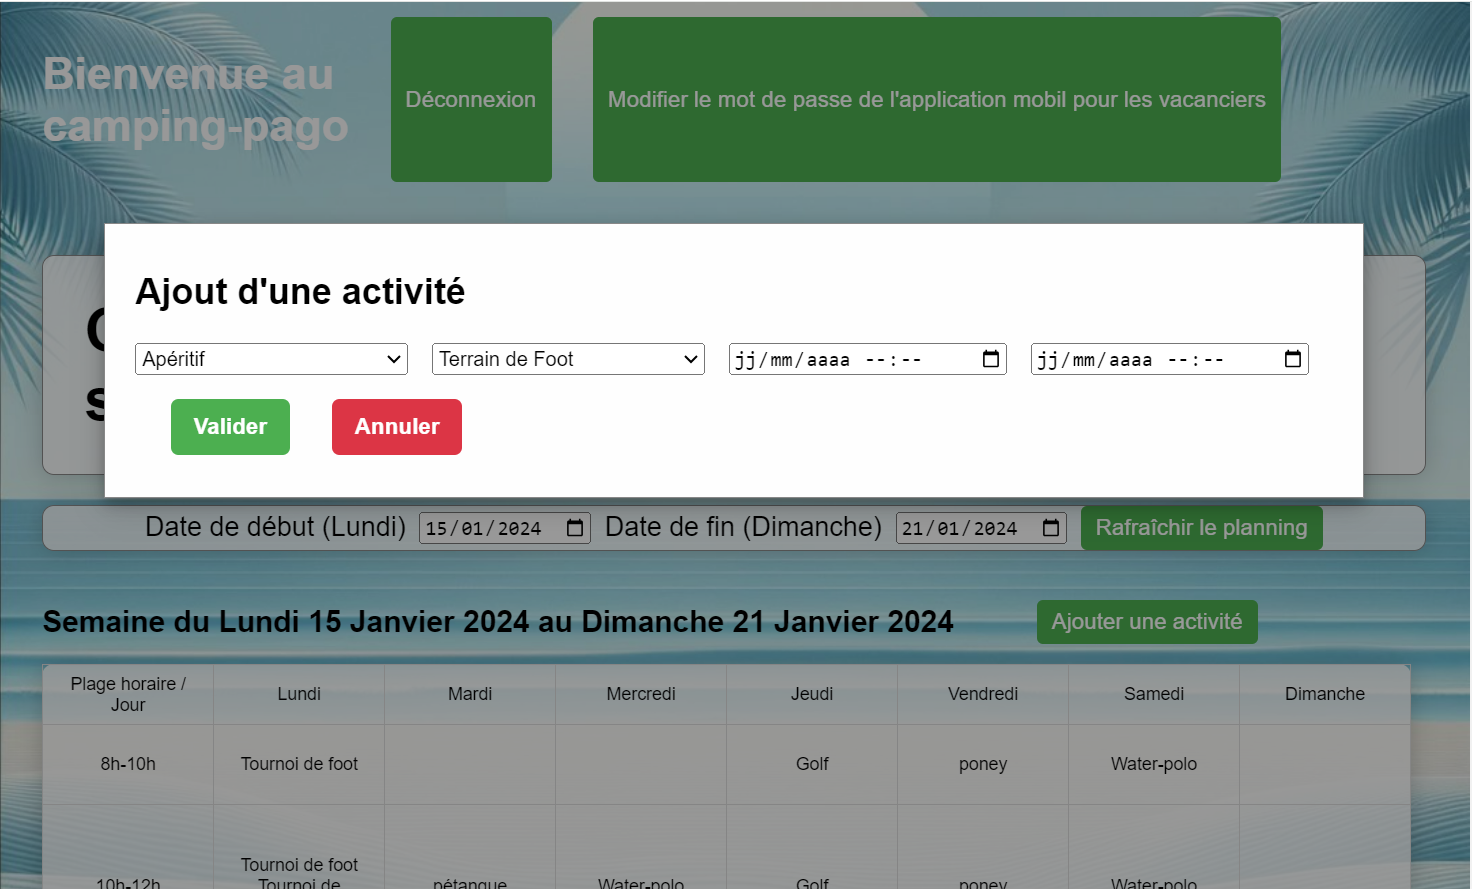 Bienvenue au
camping-pago
Déconnexion
Modifier le mot de passe de l'application mobil pour les vacanciers
Ajout d'une activité
Apéritif
Terrain de Foot
jj/mm/aaaa --:--
jj/mm/aaaa --:--
Valider
Annuler
Date de début (Lundi) 15/01/2024 Date de fin (Dimanche) 21/01/2024 Rafraîchir le planning
Semaine du Lundi 15 Janvier 2024 au Dimanche 21 Janvier 2024
Ajouter une activité
Plage horaire /
Jour
Lundi
Mardi
Mercredi
Jeudi
Vendredi
Samedi
Dimanche
8h-10h
Tournoi de foot
Golf
poney
Water-polo
10h-12h
Tournoi de foot
Tournoi de
pétanque
Water-polo
Golf
poney
Water-polo